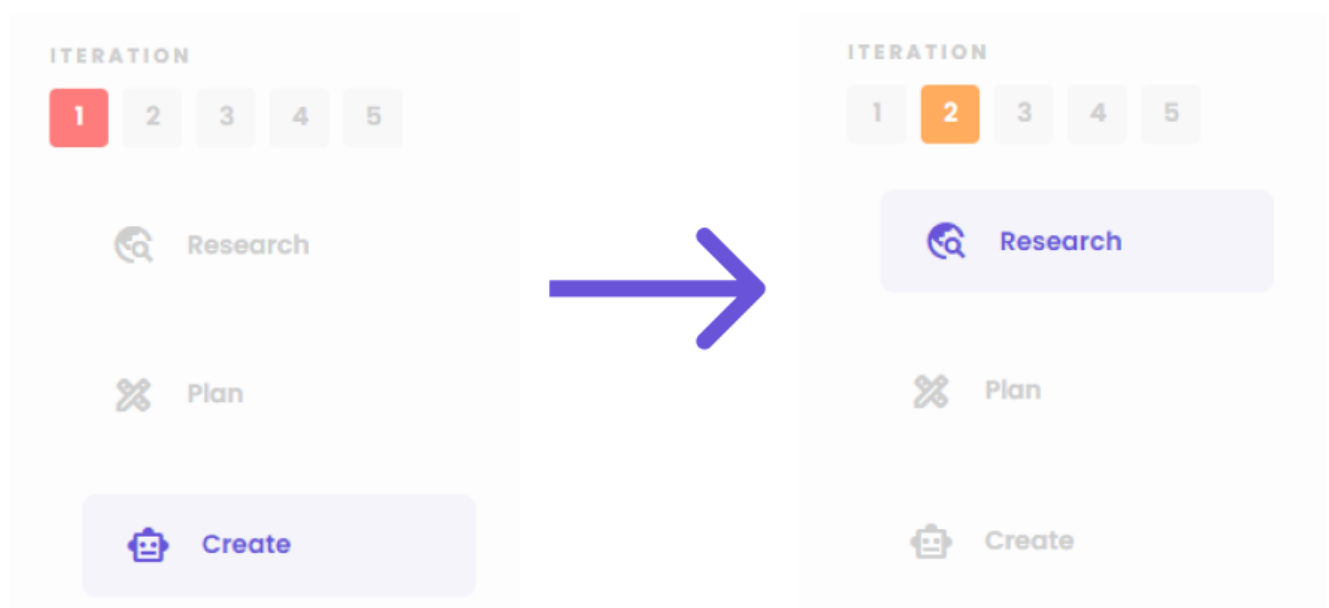 ITERATION
1 2 3 4 5
Research
Plan
Create
ITERATION
1 2 3 4 5
Research
Plan
Create